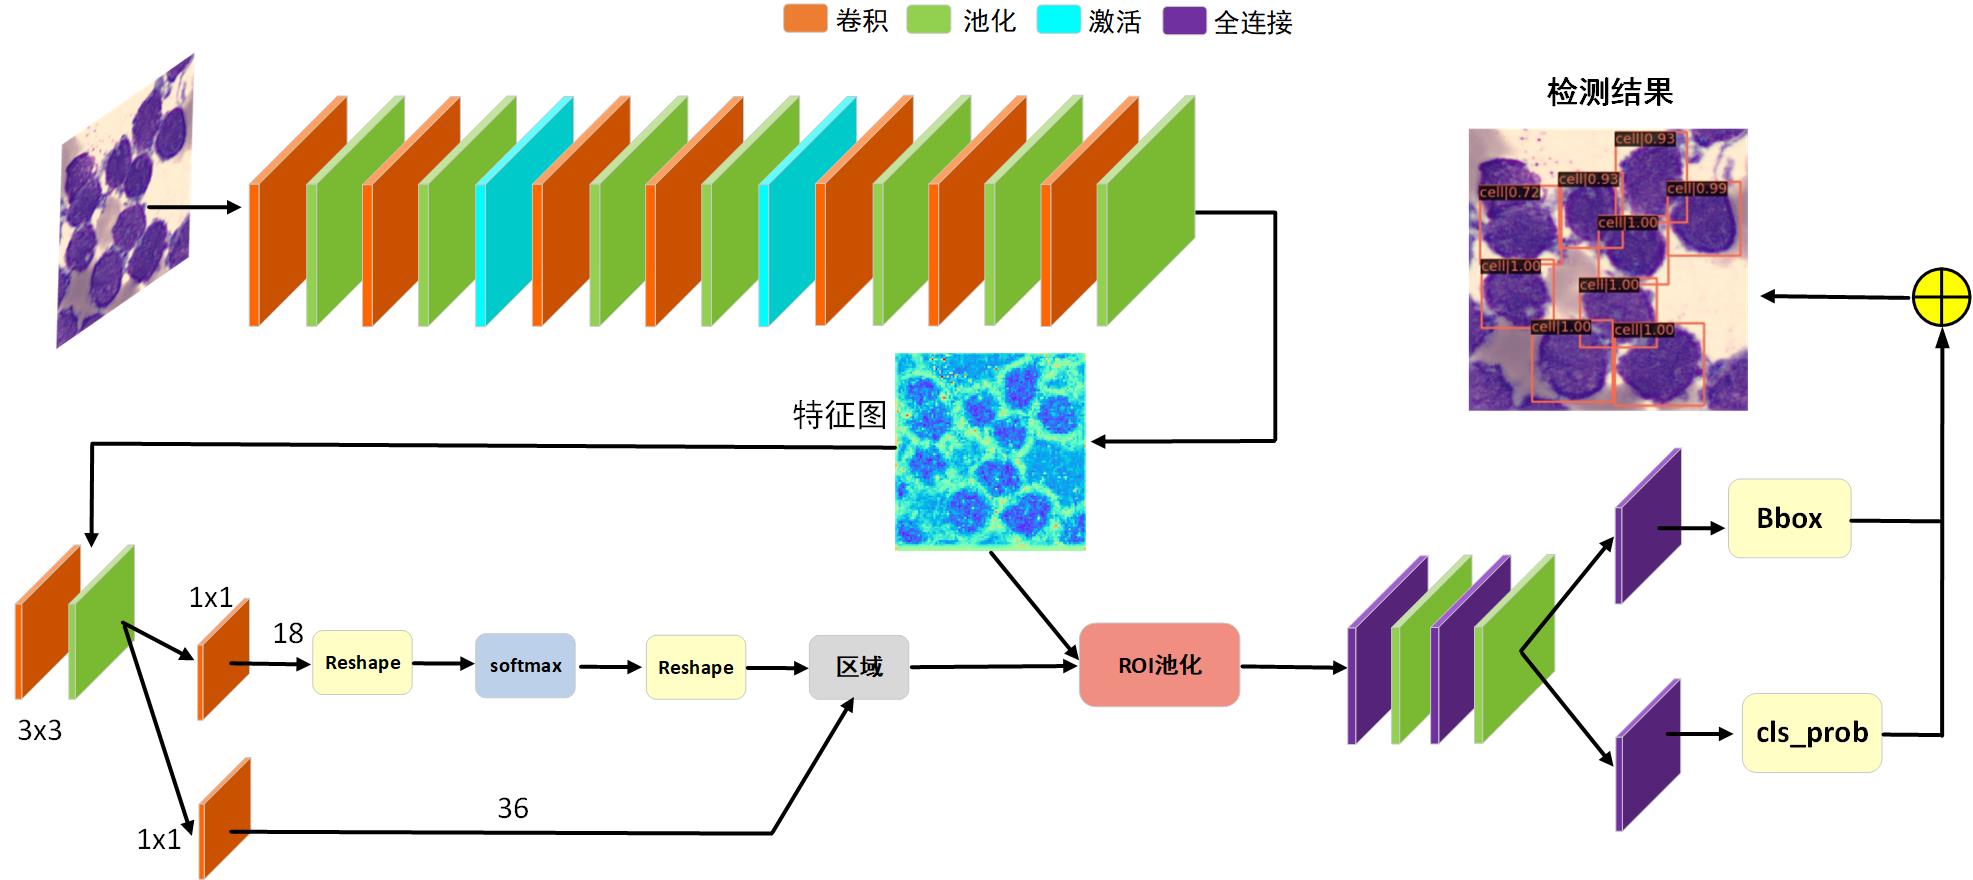 卷积 池化 激活 全连接
检测结果
cell|0.93
cell|0.93
cell|0.72
cell|0.99
cell|1.00
cell|1.00
cell|1.00
cell|1.00
cell|1.00
特征图
Bbox
1x1
18
Reshape
softmax
Reshape
区域
ROI池化
3x3
cls_prob
36
1x1